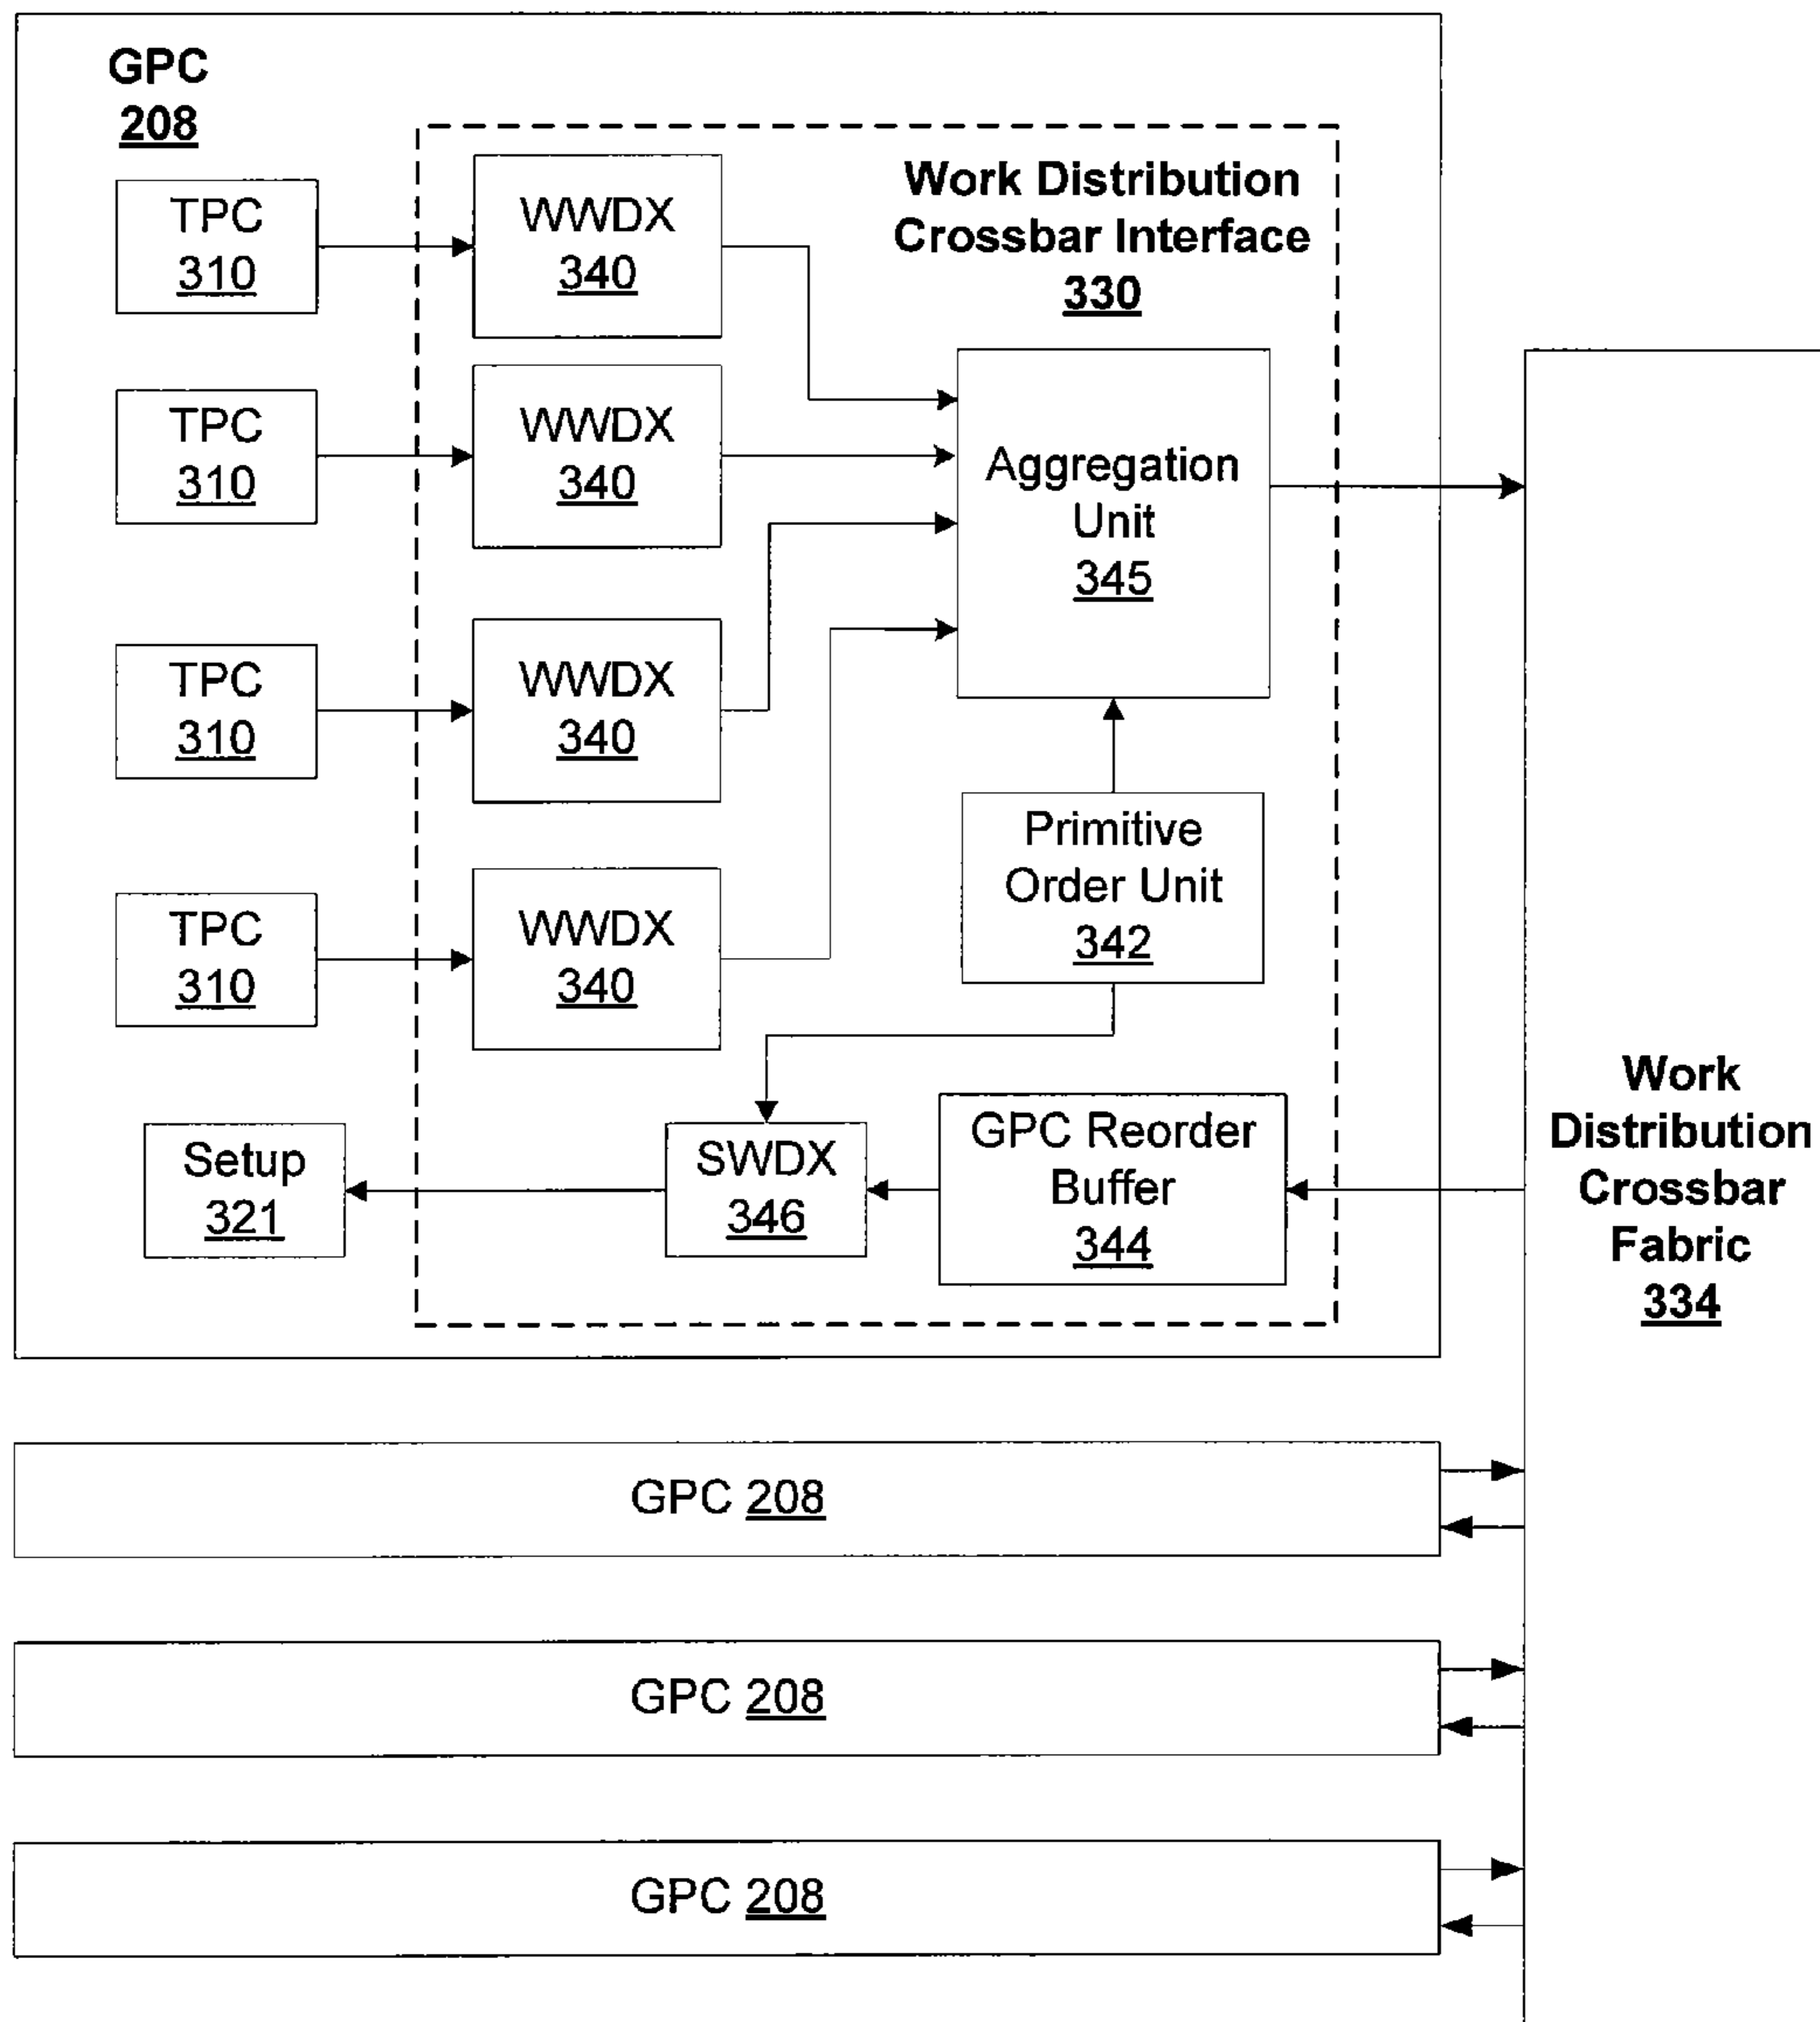 GPC
208
Work Distribution
Crossbar Interface
330
TPC
310
WWDX
340
TPC
310
WWDX
340
Aggregation
Unit
345
TPC
310
WWDX
340
Primitive
Order Unit
342
TPC
310
WWDX
340
Setup
321
SWDX
346
GPC Reorder
Buffer
344
Work
Distribution
Crossbar
Fabric
334
GPC 208
GPC 208
GPC 208